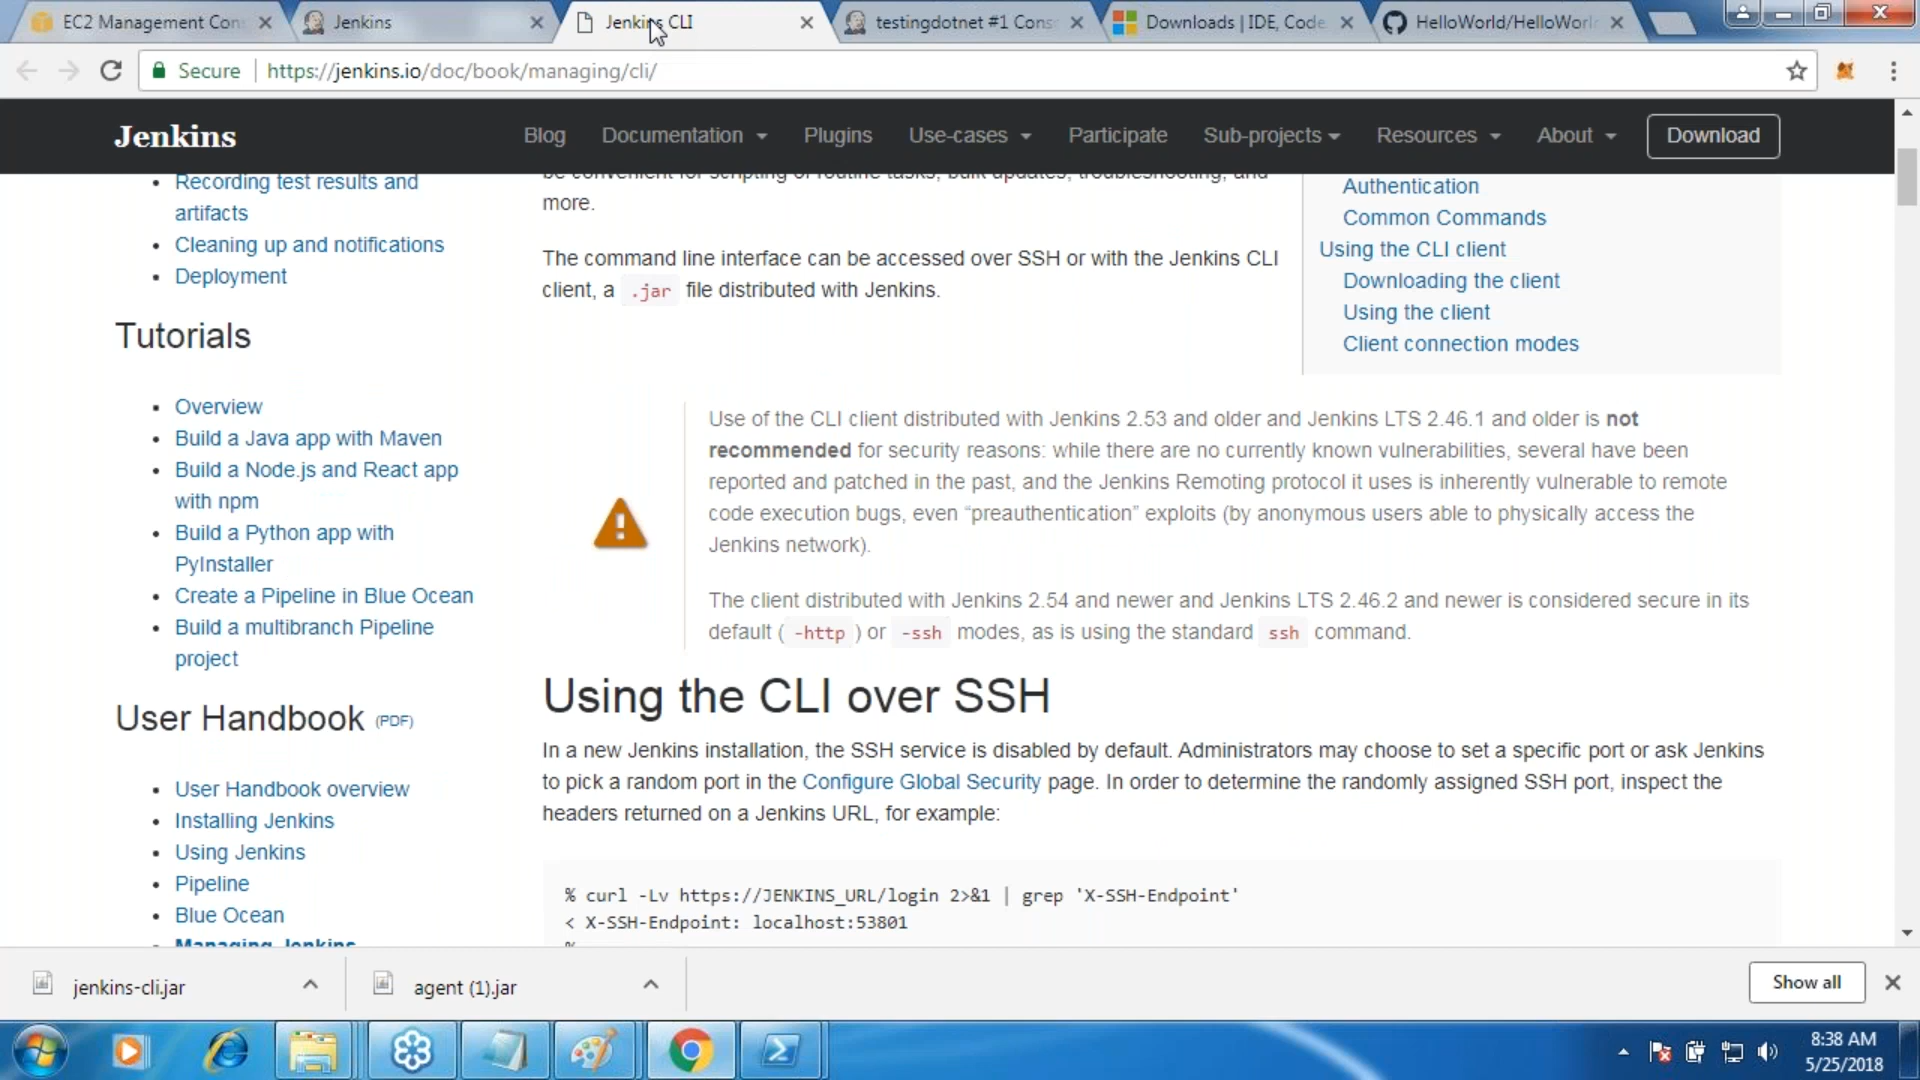 EC2 Management Con
Jenkins
Jenkins CLI
testingdotnet #1 Cons
Downloads | IDE, Code
HelloWorld/HelloWorl
Secure
https://jenkins.io/doc/book/managing/cli/
Jenkins
Blog
Documentation
Plugins
Use-cases
Participate
Sub-projects
Resources
About
Download
Recording test results and
artifacts
Cleaning up and notifications
Deployment
Tutorials
Overview
Build a Java app with Maven
Build a Node.js and React app
with npm
Build a Python app with
PyInstaller
Create a Pipeline in Blue Ocean
Build a multibranch Pipeline
project
User Handbook (PDF)
User Handbook overview
Installing Jenkins
Using Jenkins
Pipeline
Blue Ocean
Managing Jenkins
be convenient for scripting of routine tasks, bulk updates, troubleshooting, and
more.
The command line interface can be accessed over SSH or with the Jenkins CLI
client, a .jar file distributed with Jenkins.
Authentication
Common Commands
Using the CLI client
Downloading the client
Using the client
Client connection modes
Use of the CLI client distributed with Jenkins 2.53 and older and Jenkins LTS 2.46.1 and older is not
recommended for security reasons: while there are no currently known vulnerabilities, several have been
reported and patched in the past, and the Jenkins Remoting protocol it uses is inherently vulnerable to remote
code execution bugs, even “preauthentication” exploits (by anonymous users able to physically access the
Jenkins network).
The client distributed with Jenkins 2.54 and newer and Jenkins LTS 2.46.2 and newer is considered secure in its
default ( -http ) or -ssh modes, as is using the standard ssh command.
Using the CLI over SSH
In a new Jenkins installation, the SSH service is disabled by default. Administrators may choose to set a specific port or ask Jenkins
to pick a random port in the Configure Global Security page. In order to determine the randomly assigned SSH port, inspect the
headers returned on a Jenkins URL, for example:
% curl -Lv https://JENKINS_URL/login 2>&1 | grep 'X-SSH-Endpoint'
< X-SSH-Endpoint: localhost:53801
%
jenkins-cli.jar
agent (1).jar
Show all
8:38 AM
5/25/2018